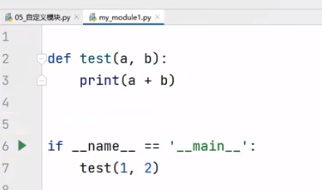 05_自定义模块.py my_module1.py
1
2 def test(a, b):
3     print(a + b)
4
5
6 if __name__ == '__main__':
7     test(1, 2)
8